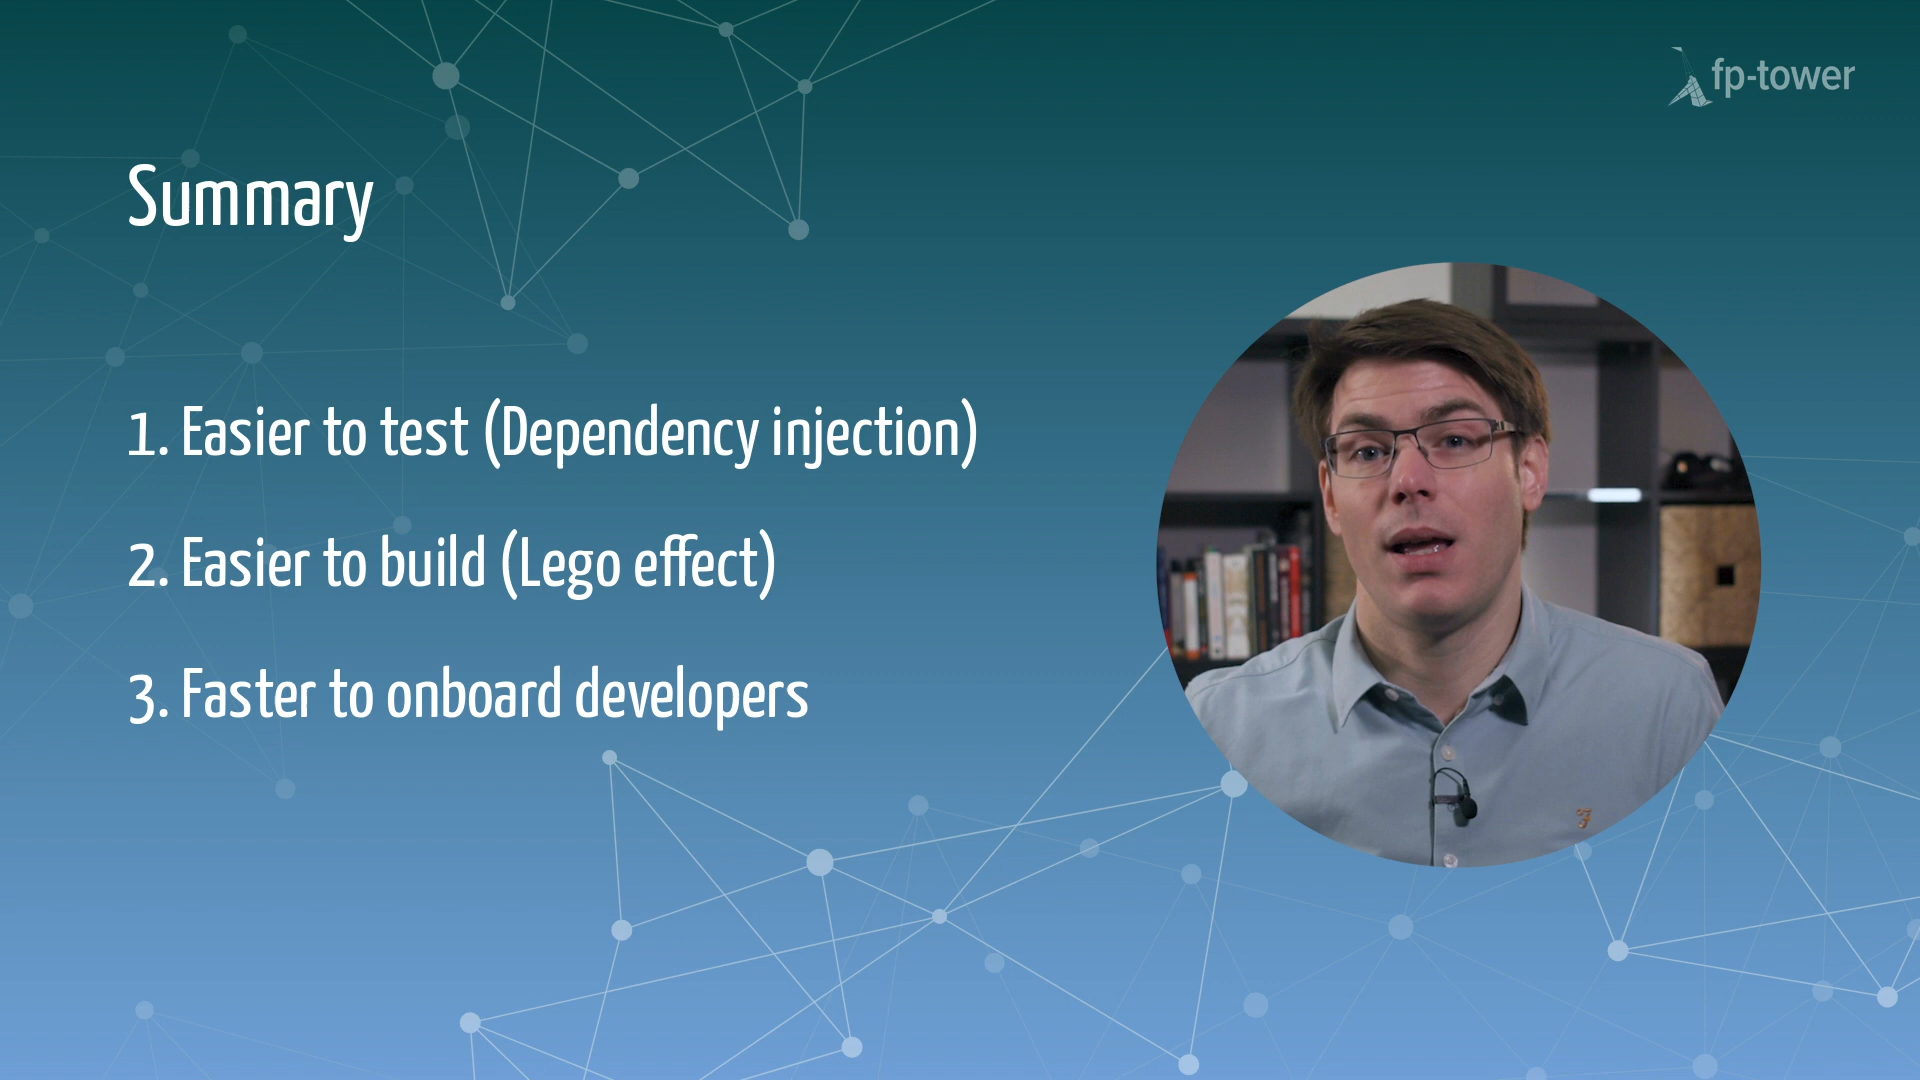 fp-tower
Summary
1. Easier to test (Dependency injection)
2. Easier to build (Lego effect)
3. Faster to onboard developers